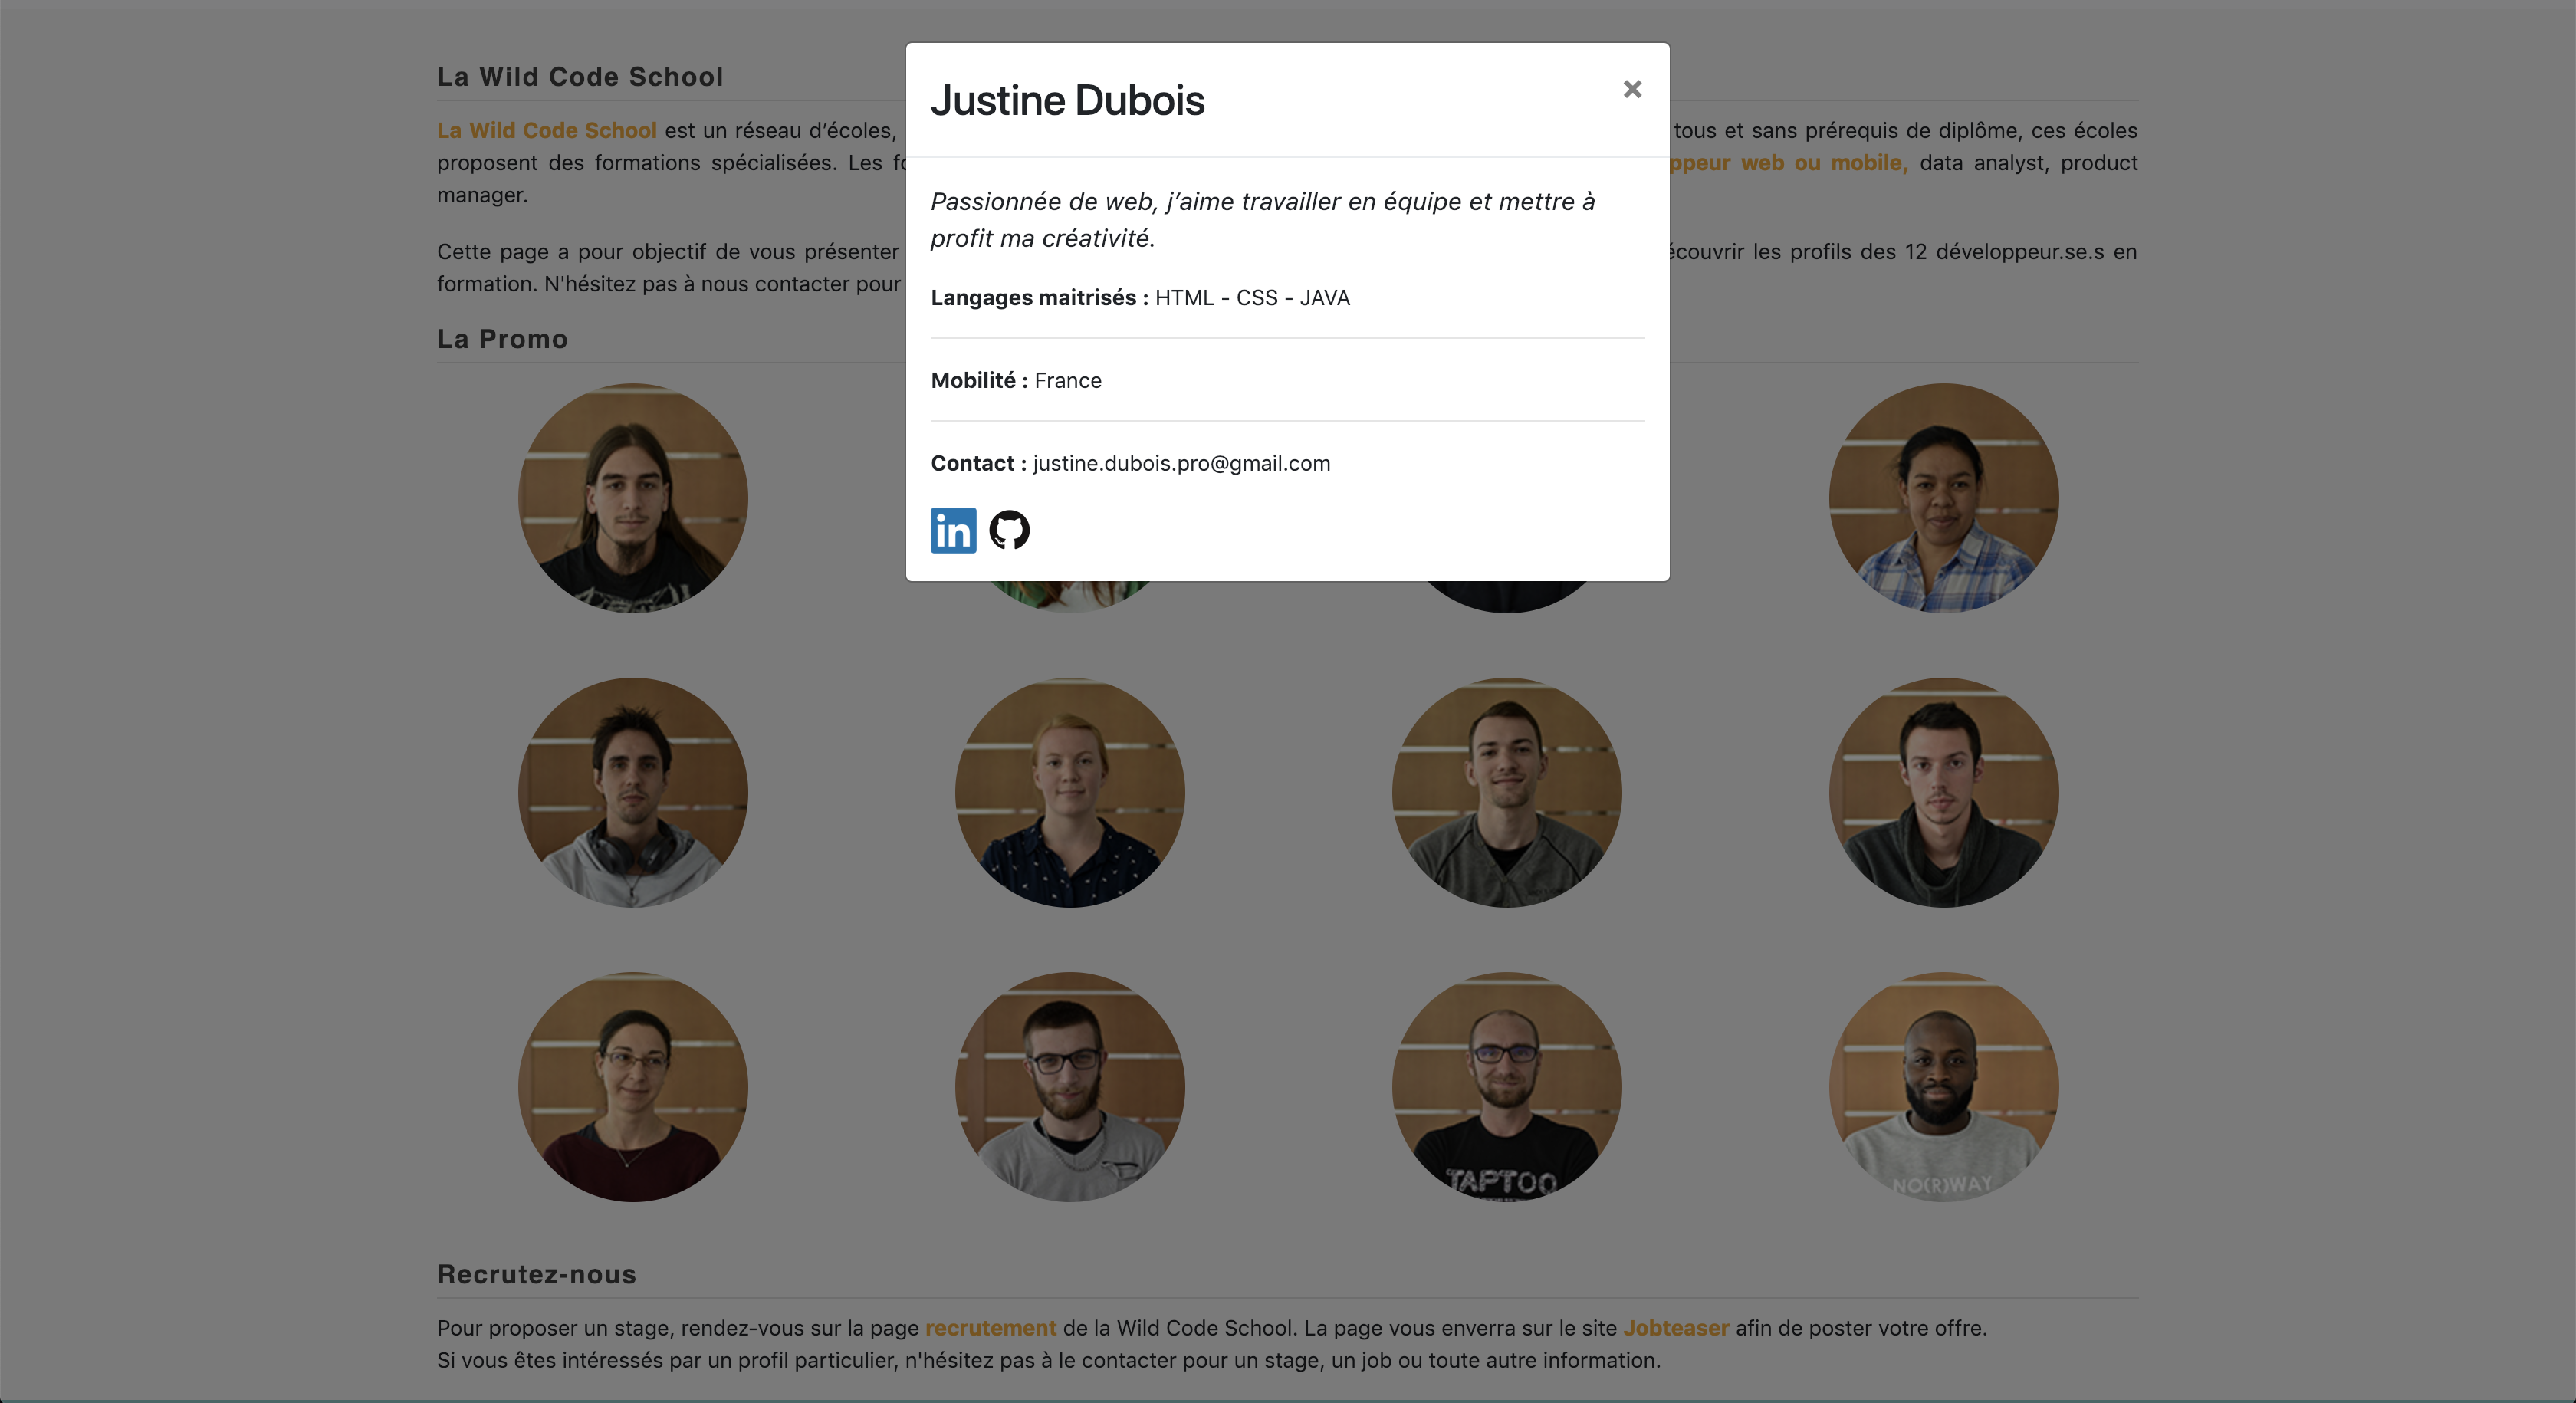 La Wild Code School
Justine Dubois
×
La Wild Code School est un réseau d’écoles, tous et sans prérequis de diplôme, ces écoles
proposent des formations spécialisées. Les web ou mobile, data analyst, product
manager.
Passionnée de web, j’aime travailler en équipe et mettre à
profit ma créativité.
Cette page a pour objectif de vous présenter les profils des 12 développeur.se.s en
formation. N'hésitez pas à nous contacter pour
Langages maitrisés : HTML - CSS - JAVA
La Promo
Mobilité : France
Contact : justine.dubois.pro@gmail.com
in
TAPTOO
NO(R)WAY
Recrutez-nous
Pour proposer un stage, rendez-vous sur la page recrutement de la Wild Code School. La page vous enverra sur le site Jobteaser afin de poster votre offre.
Si vous êtes intéressés par un profil particulier, n'hésitez pas à le contacter pour un stage, un job ou toute autre information.